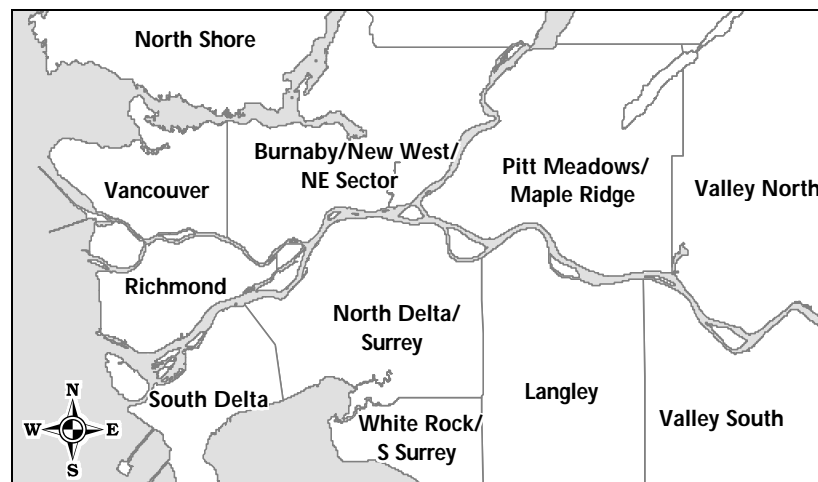 North Shore
Burnaby/New West/
NE Sector
Pitt Meadows/
Maple Ridge
Vancouver
Valley North
Richmond
North Delta/
Surrey
South Delta
Langley
White Rock/
S Surrey
Valley South
N
W E
S